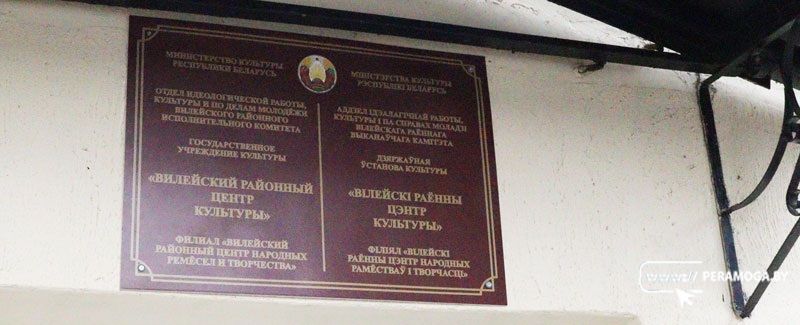 МИНИСТЕРСТВО КУЛЬТУРЫ
РЕСПУБЛИКИ БЕЛАРУСЬ
ОТДЕЛ ИДЕОЛОГИЧЕСКОЙ РАБОТЫ,
КУЛЬТУРЫ И ПО ДЕЛАМ МОЛОДЁЖИ
ВИЛЕЙСКОГО РАЙОННОГО
ИСПОЛНИТЕЛЬНОГО КОМИТЕТА
ГОСУДАРСТВЕННОЕ
УЧРЕЖДЕНИЕ КУЛЬТУРЫ
«ВИЛЕЙСКИЙ РАЙОННЫЙ
ЦЕНТР
КУЛЬТУРЫ»
ФИЛИАЛ «ВИЛЕЙСКИЙ
РАЙОННЫЙ ЦЕНТР НАРОДНЫХ
РЕМЁСЕЛ И ТВОРЧЕСТВА»
МІНІСТЭРСТВА КУЛЬТУРЫ
РЭСПУБЛІКІ БЕЛАРУСЬ
АДДЗЕЛ ІДЭАЛАГІЧНАЙ РАБОТЫ,
КУЛЬТУРЫ І ПА СПРАВАХ МОЛАДЗІ
ВІЛЕЙСКАГА РАЁННАГА
ВЫКАНАЎЧАГА КАМІТЭТА
ДЗЯРЖАЎНАЯ
ЎСТАНОВА КУЛЬТУРЫ
«ВІЛЕЙСКІ РАЁННЫ
ЦЭНТР
КУЛЬТУРЫ»
ФІЛІЯЛ «ВІЛЕЙСКІ
РАЁННЫ ЦЭНТР НАРОДНЫХ
РАМЁСТВАЎ І ТВОРЧАСЦЬ»
www// PERAMOGA.BY